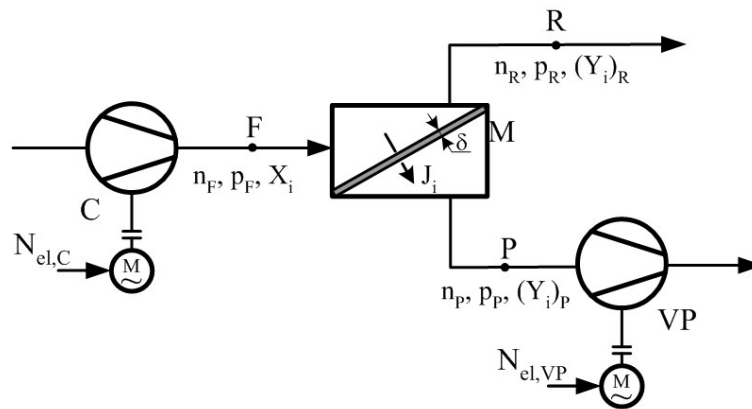 R
n_R, p_R, (Y_i)_R
F
M
δ
n_F, p_F, X_i
J_i
C
P
N_el,C
M
~
n_P, p_P, (Y_i)_P
VP
N_el,VP
M
~